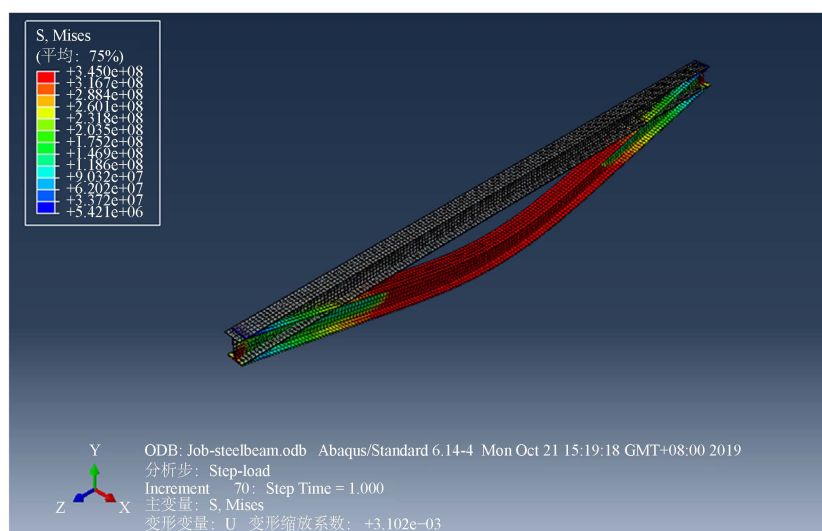 S, Mises
(平均: 75%)
+3.450e+08
+3.167e+08
+2.884e+08
+2.601e+08
+2.318e+08
+2.035e+08
+1.752e+08
+1.469e+08
+1.186e+08
+9.032e+07
+6.202e+07
+3.372e+07
+5.421e+06
Y
Z
X
ODB: Job-steelbeam.odb Abaqus/Standard 6.14-4 Mon Oct 21 15:19:18 GMT+08:00 2019
分析步: Step-load
Increment 70: Step Time = 1.000
主变量: S, Mises
变形变量: U 变形缩放系数: +3.102e−03